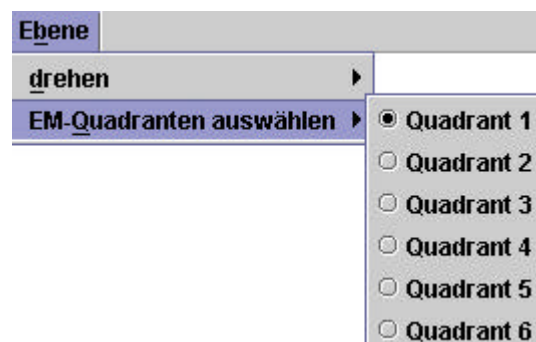 Ebene
drehen
EM-Quadranten auswählen
Quadrant 1
Quadrant 2
Quadrant 3
Quadrant 4
Quadrant 5
Quadrant 6